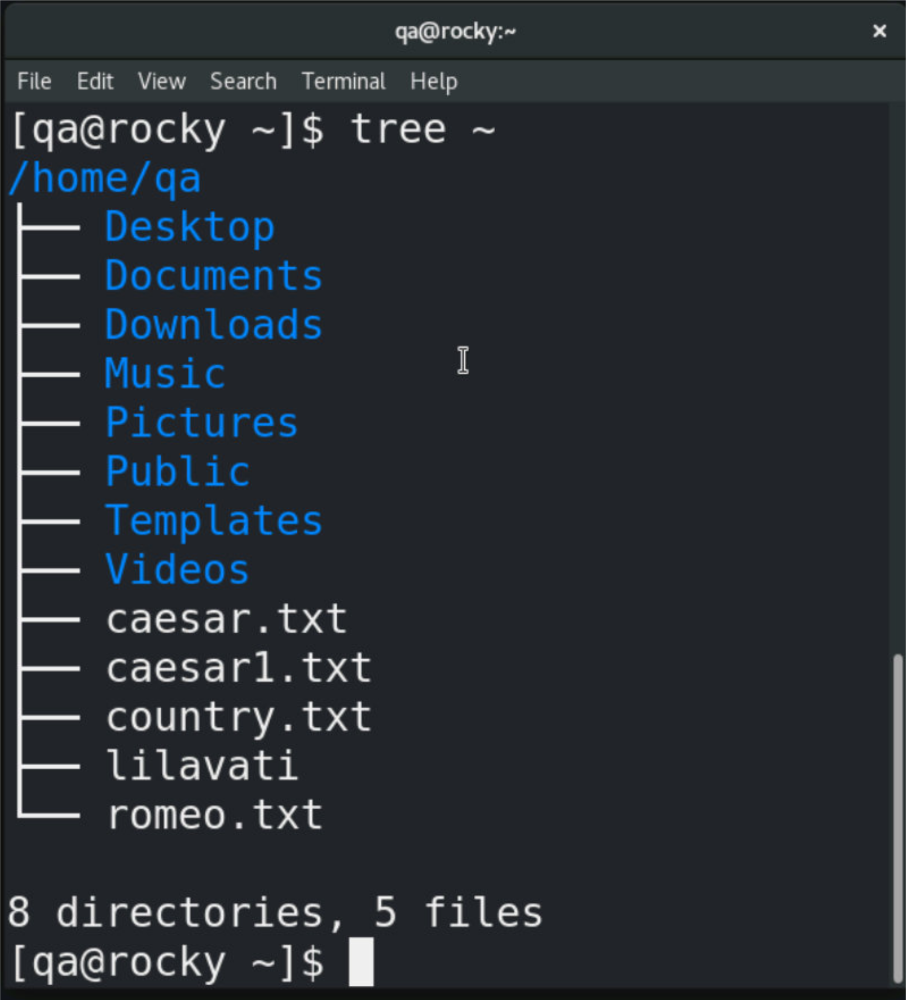 qa@rocky:~ ×
File Edit View Search Terminal Help
[qa@rocky ~]$ tree ~
/home/qa
├── Desktop
├── Documents
├── Downloads
├── Music
├── Pictures
├── Public
├── Templates
├── Videos
├── caesar.txt
├── caesar1.txt
├── country.txt
├── lilavati
└── romeo.txt
8 directories, 5 files
[qa@rocky ~]$